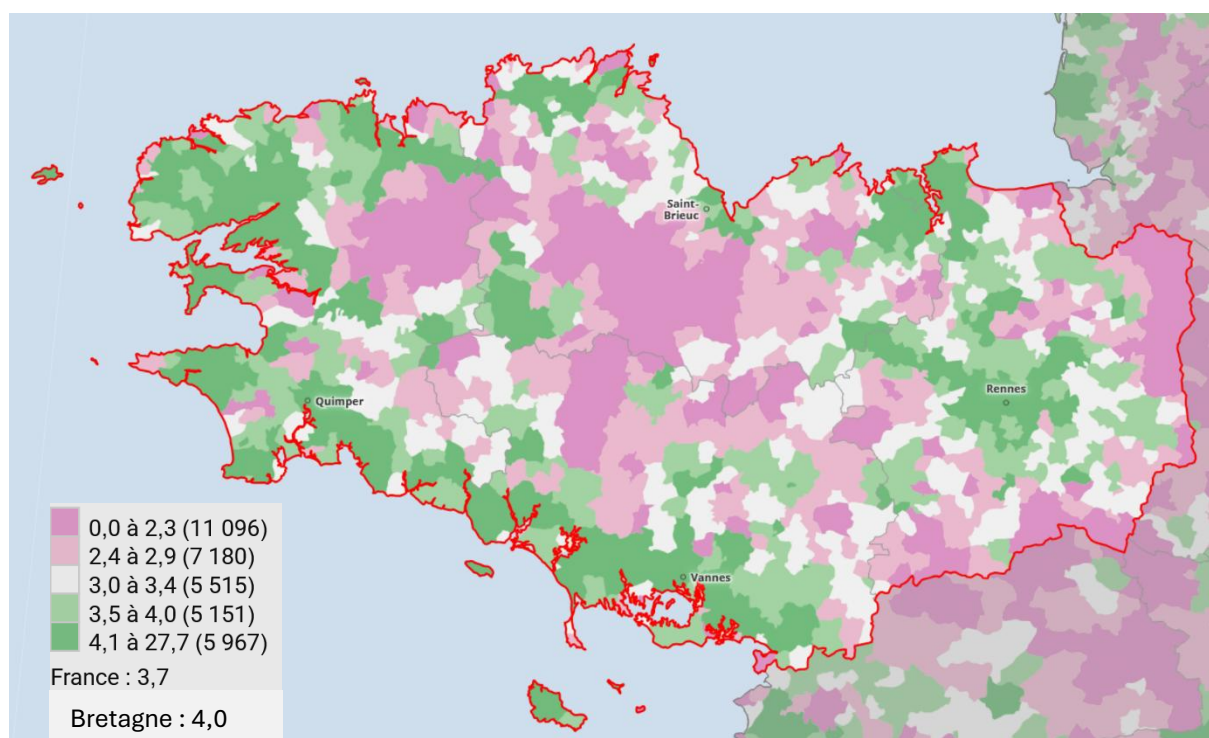 Saint-
Brieuc
Rennes
Quimper
Vannes
0,0 à 2,3 (11 096)
2,4 à 2,9 (7 180)
3,0 à 3,4 (5 515)
3,5 à 4,0 (5 151)
4,1 à 27,7 (5 967)
France : 3,7
Bretagne : 4,0